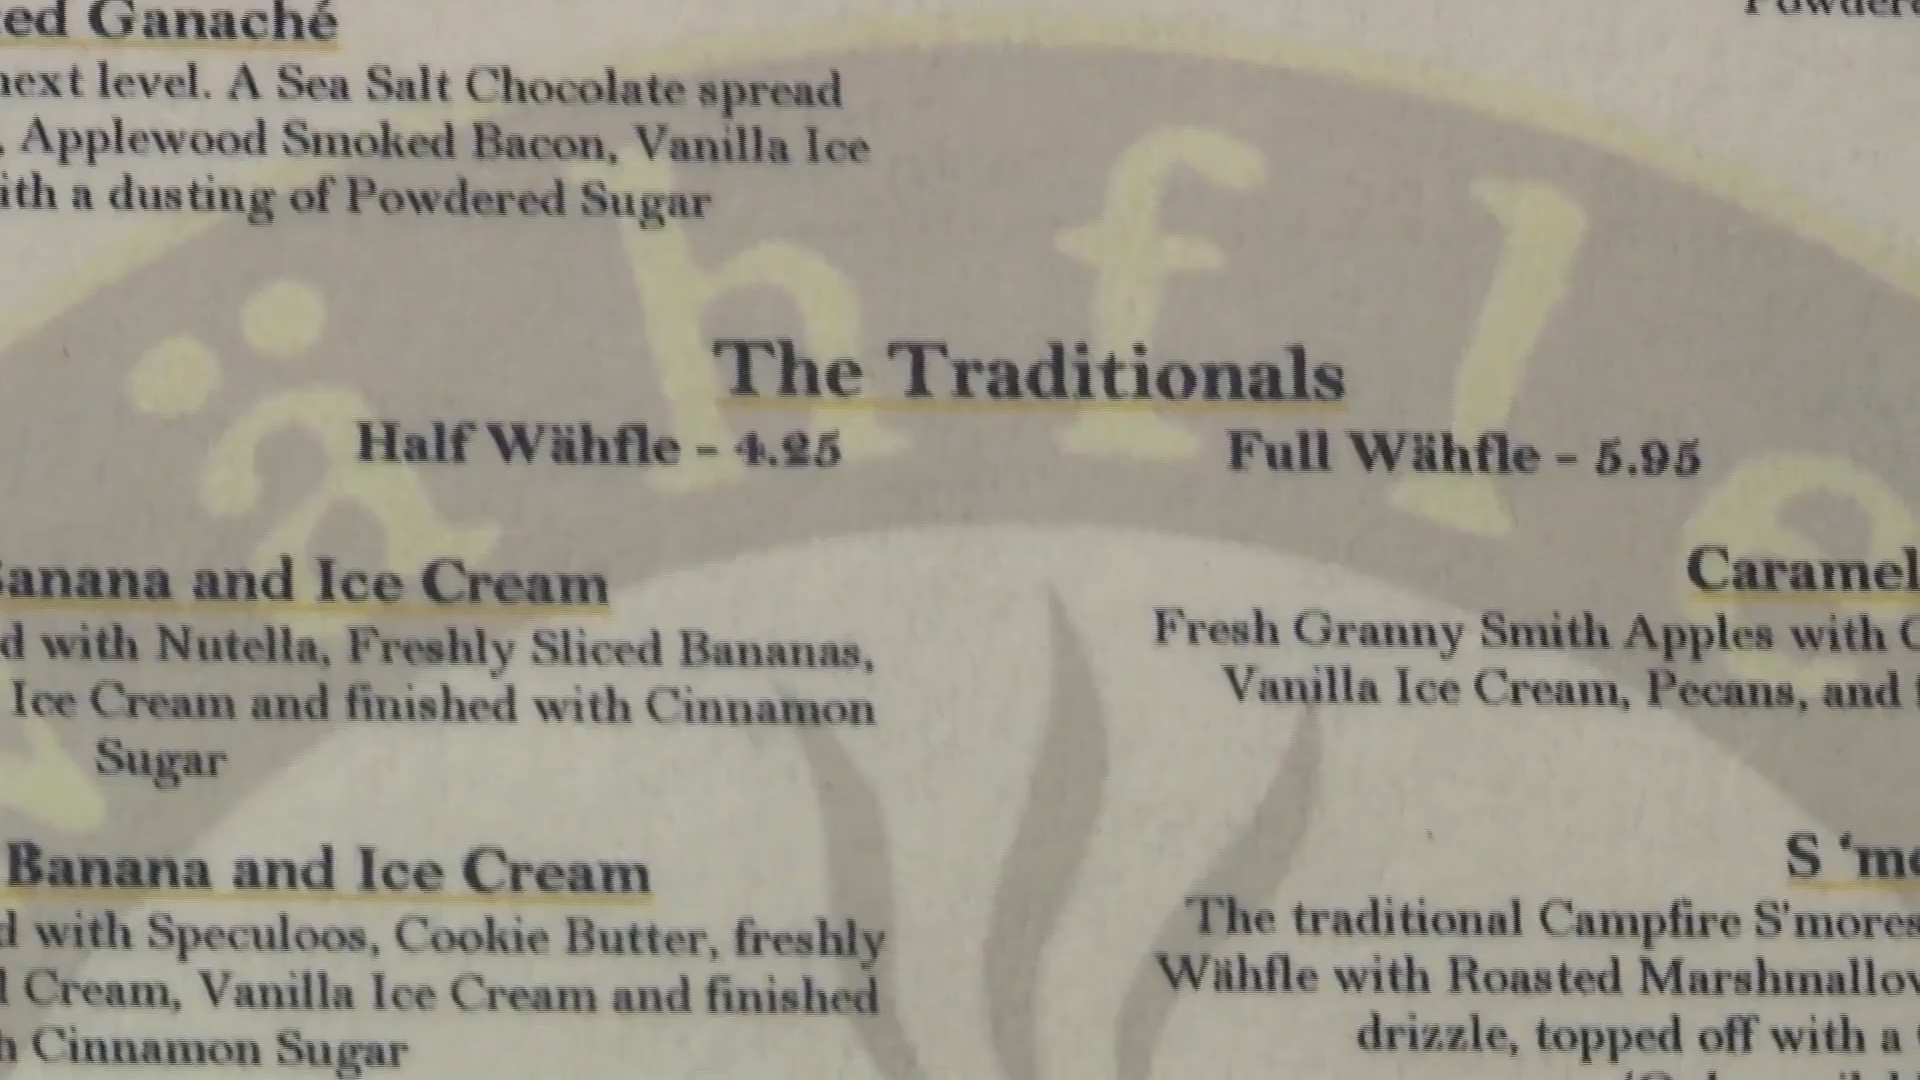 ed Ganaché
next level. A Sea Salt Chocolate spread
, Applewood Smoked Bacon, Vanilla Ice
ith a dusting of Powdered Sugar
Powdere
ähfle
The Traditionals
Half Wähfle - 4.25
Full Wähfle - 5.95
Banana and Ice Cream
d with Nutella, Freshly Sliced Bananas,
Ice Cream and finished with Cinnamon
Sugar
Caramel
Fresh Granny Smith Apples with C
Vanilla Ice Cream, Pecans, and
Banana and Ice Cream
d with Speculoos, Cookie Butter, freshly
d Cream, Vanilla Ice Cream and finished
h Cinnamon Sugar
S 'mo
The traditional Campfire S'mores
Wähfle with Roasted Marshmallow
drizzle, topped off with a